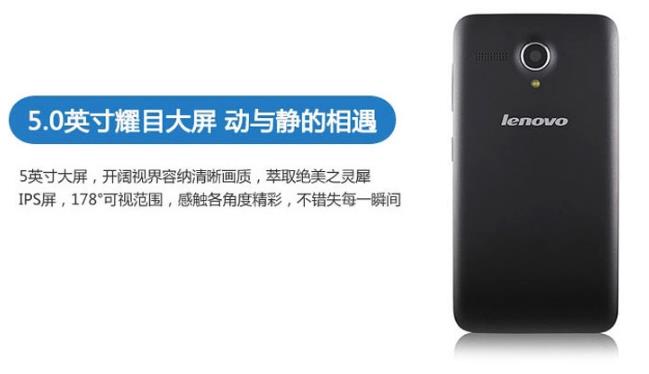 5.0英寸耀目大屏 动与静的相遇
5英寸大屏，开阔视界容纳清晰画质，萃取绝美之灵犀
IPS屏，178°可视范围，感触各角度精彩，不错失每一瞬间
lenovo